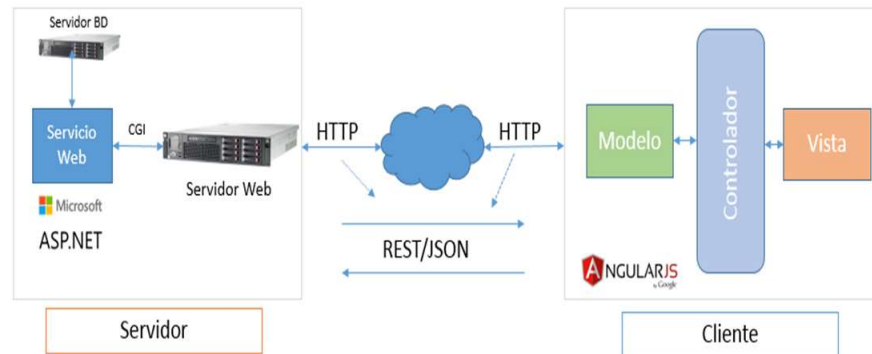 Servidor BD
Servicio
Web
CGI
Servidor Web
Microsoft
ASP.NET
HTTP
HTTP
REST/JSON
Modelo
Controlador
Vista
ANGULARJS
by Google
Servidor
Cliente